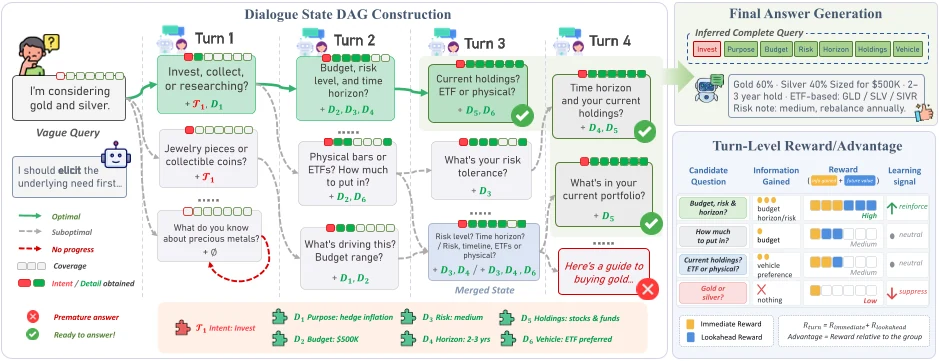 Dialogue State DAG Construction
Turn 1
Turn 2
Turn 3
Turn 4
I'm considering
gold and silver.
Vague Query
I should elicit the
underlying need first...
Optimal
Suboptimal
No progress
Coverage
Intent / Detail obtained
Premature answer
Ready to answer!
Invest, collect,
or researching?
+ T1, D1
Jewelry pieces or
collectible coins?
+ T1
What do you know
about precious metals?
+ Ø
Budget, risk
level, and time
horizon?
+ D2, D3, D4
Physical bars or
ETFs? How much
to put in?
+ D2, D6
What's driving this?
Budget range?
+ D1, D2
Current holdings?
ETF or physical?
+ D5, D6
What's your risk
tolerance?
+ D3
Risk level? Time horizon?
/ Risk, timeline, ETFs or
physical?
+ D3, D4 / + D3, D4, D6
Merged State
Time horizon
and your current
holdings?
+ D4, D5
What's in your
current portfolio?
+ D5
Here's a guide to
buying gold...
T1 Intent: Invest
D1 Purpose: hedge inflation
D2 Budget: $500K
D3 Risk: medium
D4 Horizon: 2-3 yrs
D5 Holdings: stocks & funds
D6 Vehicle: ETF preferred
Final Answer Generation
Inferred Complete Query
Invest
Purpose
Budget
Risk
Horizon
Holdings
Vehicle
Gold 60% · Silver 40% Sized for $500K · 2–
3 year hold · ETF-based: GLD / SLV / SIVR
Risk note: medium, rebalance annually.
Turn-Level Reward/Advantage
Candidate
Question
Information
Gained
Reward
Learning
signal
Budget, risk &
horizon?
budget
horizon/risk
High
reinforce
How much
to put in?
budget
Medium
neutral
Current holdings?
ETF or physical?
vehicle
preference
Medium
neutral
Gold or
silver?
nothing
Low
suppress
Immediate Reward
Lookahead Reward
Rturn = Rimmediate + Rlookahead
Advantage = Reward relative to the group